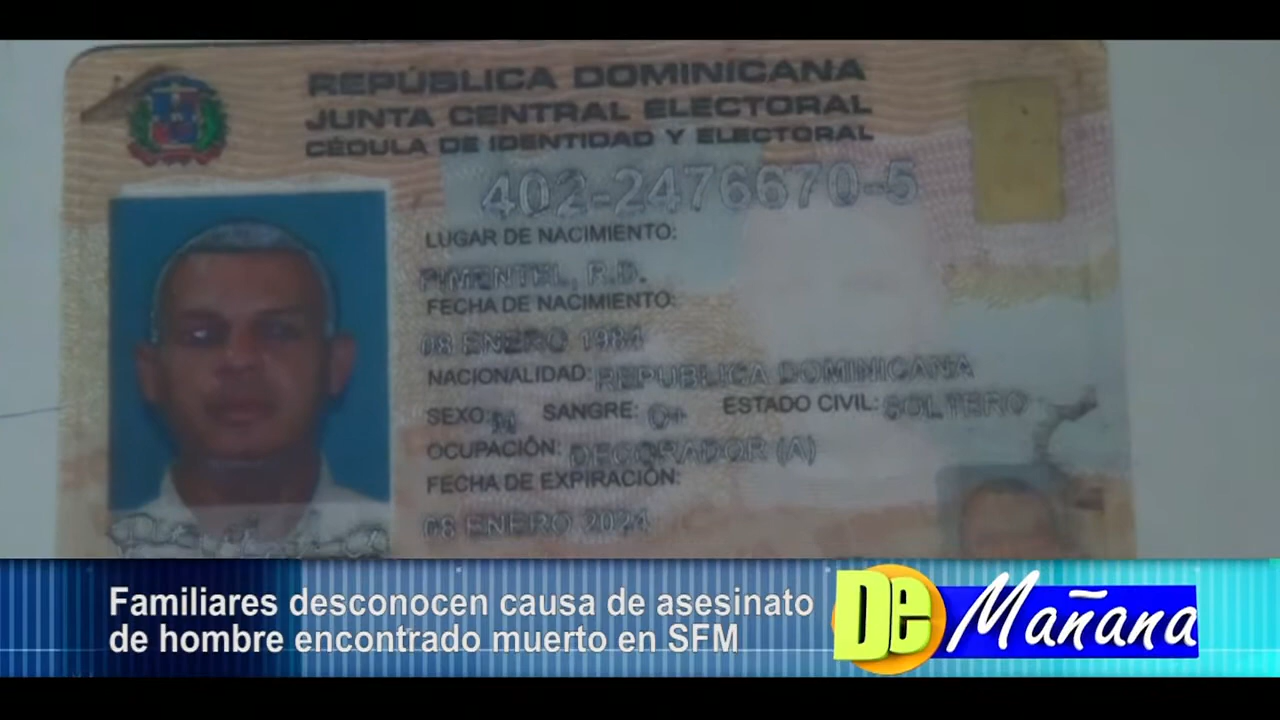 REPÚBLICA DOMINICANA
JUNTA CENTRAL ELECTORAL
CÉDULA DE IDENTIDAD Y ELECTORAL
402-2476670-5
LUGAR DE NACIMIENTO:
PIMENTEL, R.D.
FECHA DE NACIMIENTO:
08 ENERO 1984
NACIONALIDAD: REPUBLICA DOMINICANA
SEXO: M SANGRE: O+ ESTADO CIVIL: SOLTERO
OCUPACIÓN: DECORADOR (A)
FECHA DE EXPIRACIÓN:
08 ENERO 2024
Familiares desconocen causa de asesinato
de hombre encontrado muerto en SFM
De Mañana